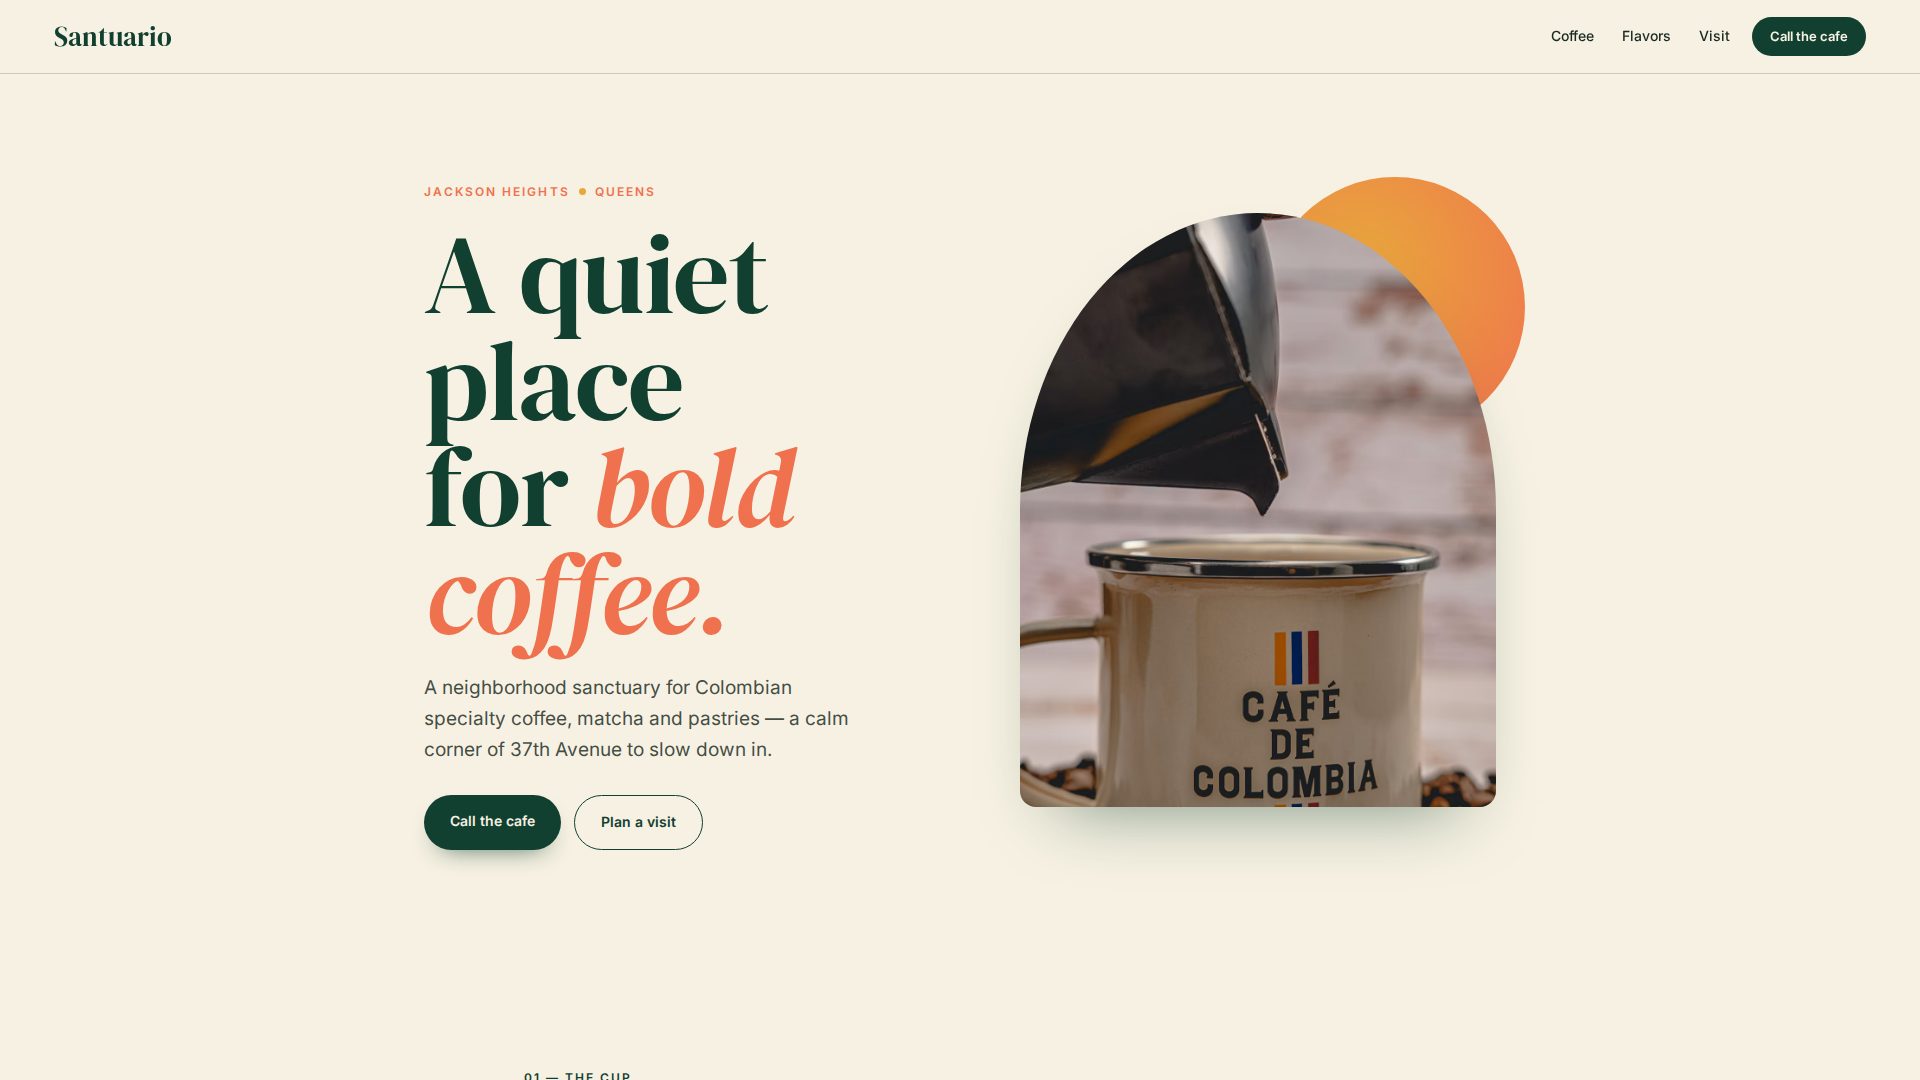 Santuario
Coffee Flavors Visit Call the cafe
JACKSON HEIGHTS • QUEENS
A quiet
place
for bold
coffee.
A neighborhood sanctuary for Colombian
specialty coffee, matcha and pastries — a calm
corner of 37th Avenue to slow down in.
Call the cafe Plan a visit
CAFÉ
DE
COLOMBIA
01 — THE CUP